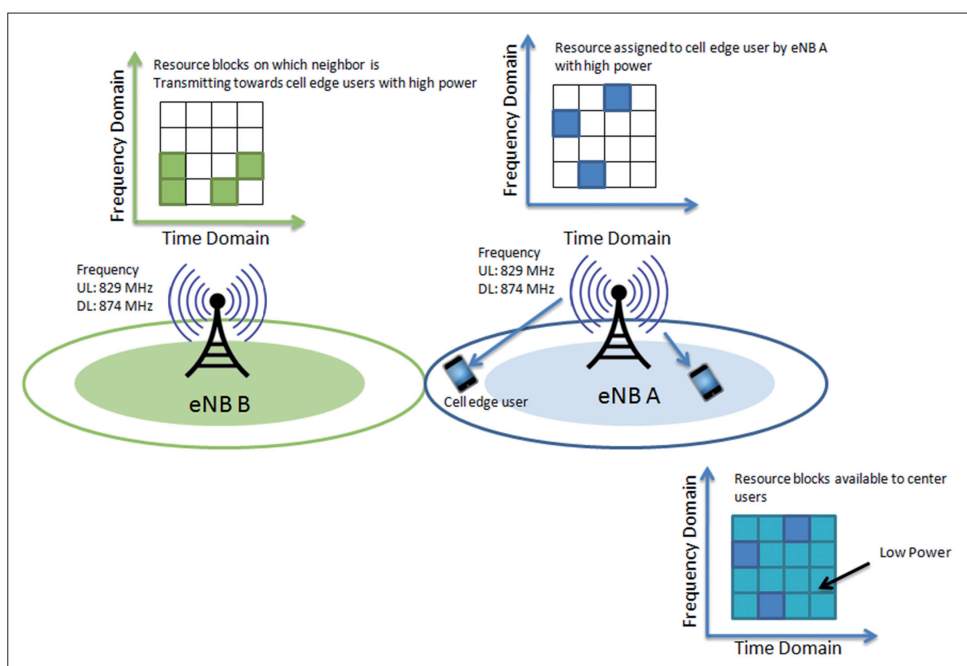 Resource blocks on which neighbor is
Transmitting towards cell edge users with high power
Frequency Domain
Time Domain
Resource assigned to cell edge user by eNB A
with high power
Frequency Domain
Time Domain
Frequency
UL: 829 MHz
DL: 874 MHz
Frequency
UL: 829 MHz
DL: 874 MHz
eNB B
Cell edge user
eNB A
Resource blocks available to center
users
Frequency Domain
Low Power
Time Domain